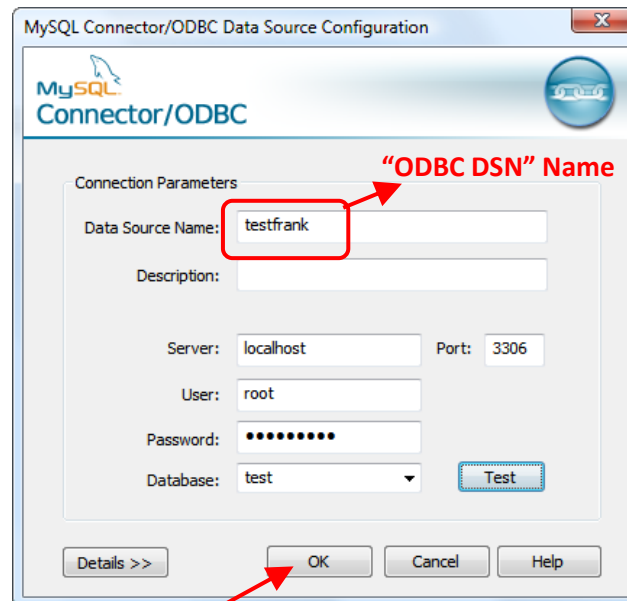 MySQL Connector/ODBC Data Source Configuration
MySQL
Connector/ODBC
“ODBC DSN” Name
Connection Parameters
Data Source Name: testfrank
Description:
Server: localhost Port: 3306
User: root
Password: •••••••••
Database: test Test
Details >> OK Cancel Help